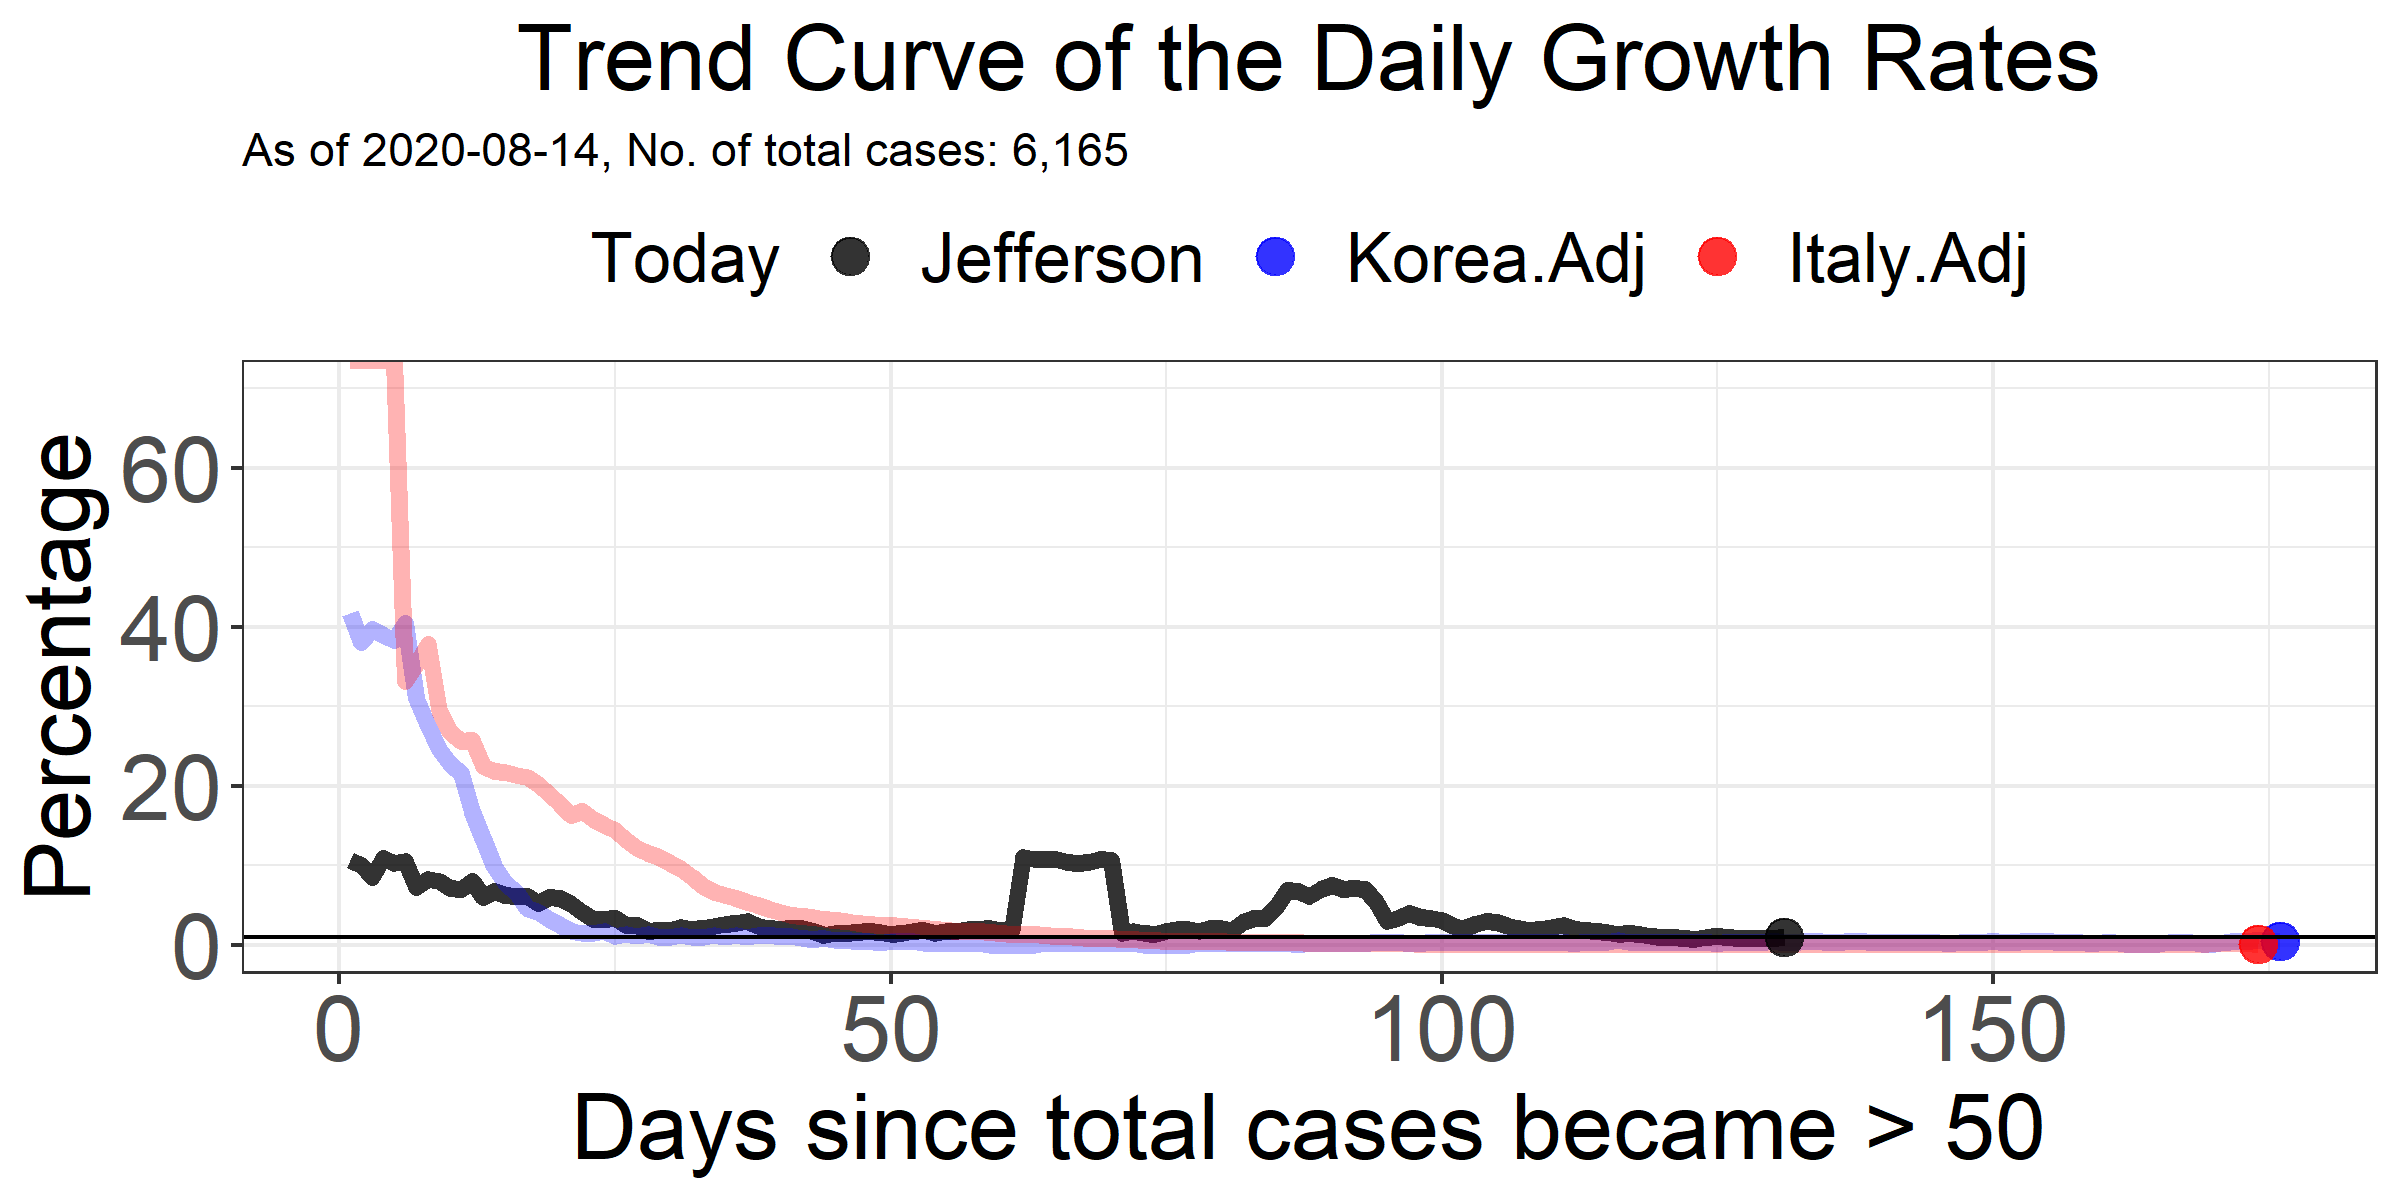 Trend Curve of the Daily Growth Rates
As of 2020-08-14, No. of total cases: 6,165
Today Jefferson Korea.Adj Italy.Adj
Percentage
60
40
20
0
0 50 100 150
Days since total cases became > 50